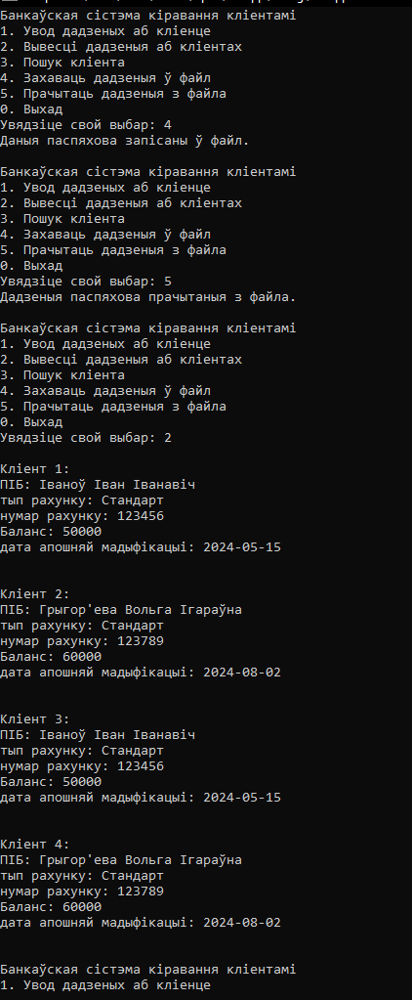 Банкаўская сістэма кіравання кліентамі
1. Увод дадзеных аб кліенце
2. Вывесці дадзеныя аб кліентах
3. Пошук кліента
4. Захаваць дадзеныя ў файл
5. Прачытаць дадзеныя з файла
0. Выхад
Увядзіце свой выбар: 4
Даныя паспяхова запісаны ў файл.
Банкаўская сістэма кіравання кліентамі
1. Увод дадзеных аб кліенце
2. Вывесці дадзеныя аб кліентах
3. Пошук кліента
4. Захаваць дадзеныя ў файл
5. Прачытаць дадзеныя з файла
0. Выхад
Увядзіце свой выбар: 5
Дадзеныя паспяхова прачытаныя з файла.
Банкаўская сістэма кіравання кліентамі
1. Увод дадзеных аб кліенце
2. Вывесці дадзеныя аб кліентах
3. Пошук кліента
4. Захаваць дадзеныя ў файл
5. Прачытаць дадзеныя з файла
0. Выхад
Увядзіце свой выбар: 2
Кліент 1:
ПІБ: Іваноў Іван Іванавіч
тып рахунку: Стандарт
нумар рахунку: 123456
Баланс: 50000
дата апошняй мадыфікацыі: 2024-05-15
Кліент 2:
ПІБ: Грыгор'ева Вольга Ігараўна
тып рахунку: Стандарт
нумар рахунку: 123789
Баланс: 60000
дата апошняй мадыфікацыі: 2024-08-02
Кліент 3:
ПІБ: Іваноў Іван Іванавіч
тып рахунку: Стандарт
нумар рахунку: 123456
Баланс: 50000
дата апошняй мадыфікацыі: 2024-05-15
Кліент 4:
ПІБ: Грыгор'ева Вольга Ігараўна
тып рахунку: Стандарт
нумар рахунку: 123789
Баланс: 60000
дата апошняй мадыфікацыі: 2024-08-02
Банкаўская сістэма кіравання кліентамі
1. Увод дадзеных аб кліенце